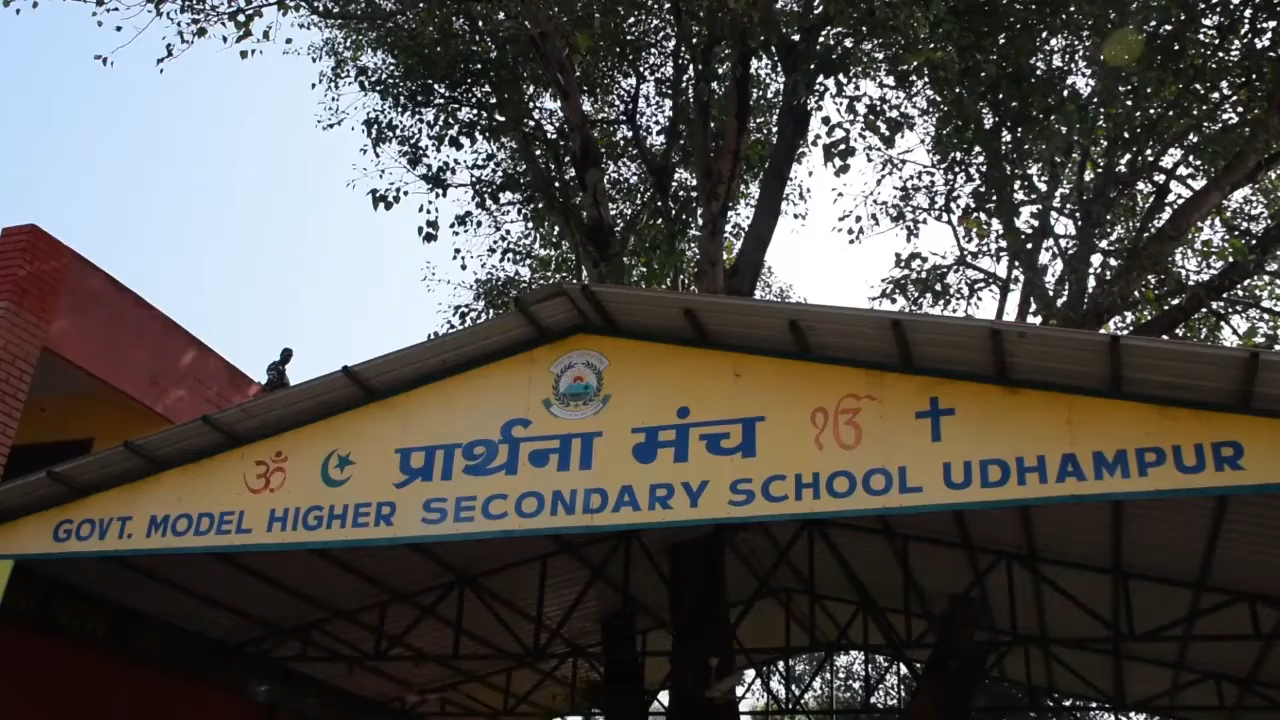 ॐ प्रार्थना मंच ੴ
GOVT. MODEL HIGHER SECONDARY SCHOOL UDHAMPUR